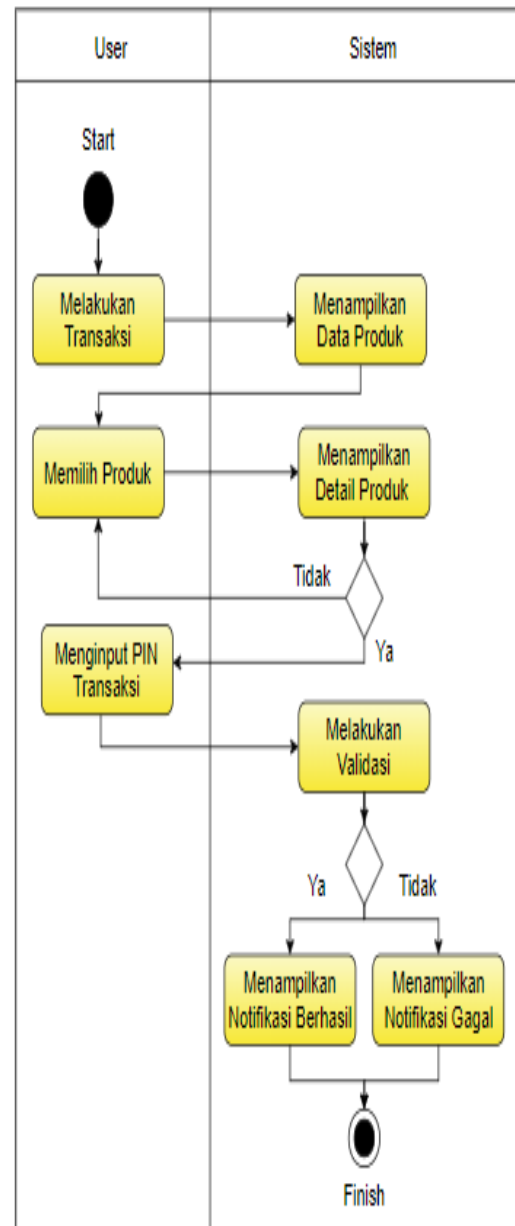 User
Sistem
Start
Melakukan
Transaksi
Menampilkan
Data Produk
Memilih Produk
Menampilkan
Detail Produk
Tidak
Ya
Menginput PIN
Transaksi
Melakukan
Validasi
Ya
Tidak
Menampilkan
Notifikasi Berhasil
Menampilkan
Notifikasi Gagal
Finish